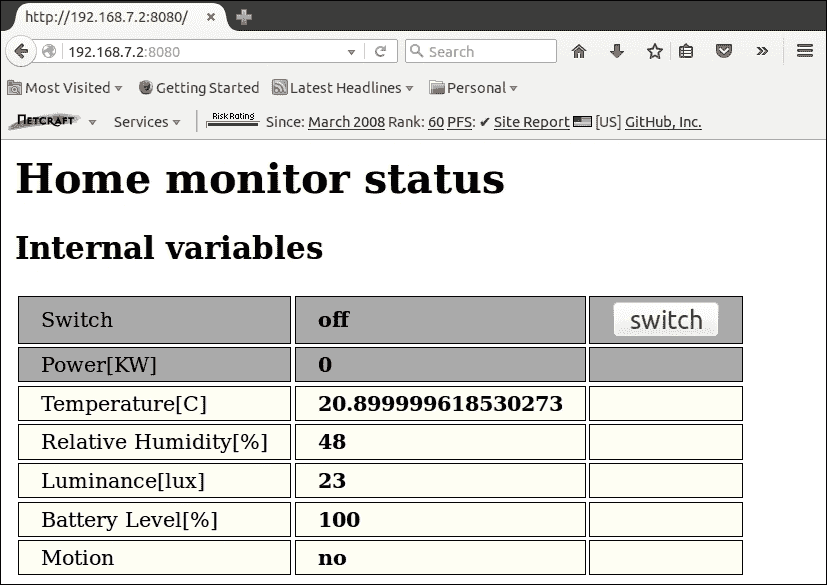 http://192.168.7.2:8080/
192.168.7.2:8080
Search
Most Visited Getting Started Latest Headlines Personal
NETCRAFT Services Risk Rating Since: March 2008 Rank: 60 PFS: ✔ Site Report [US] GitHub, Inc.
Home monitor status
Internal variables
Switch off switch
Power[KW] 0
Temperature[C] 20.899999618530273
Relative Humidity[%] 48
Luminance[lux] 23
Battery Level[%] 100
Motion no